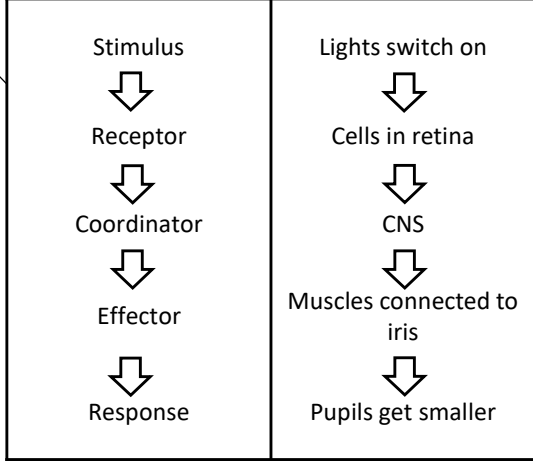 Stimulus
Receptor
Coordinator
Effector
Response
Lights switch on
Cells in retina
CNS
Muscles connected to
iris
Pupils get smaller